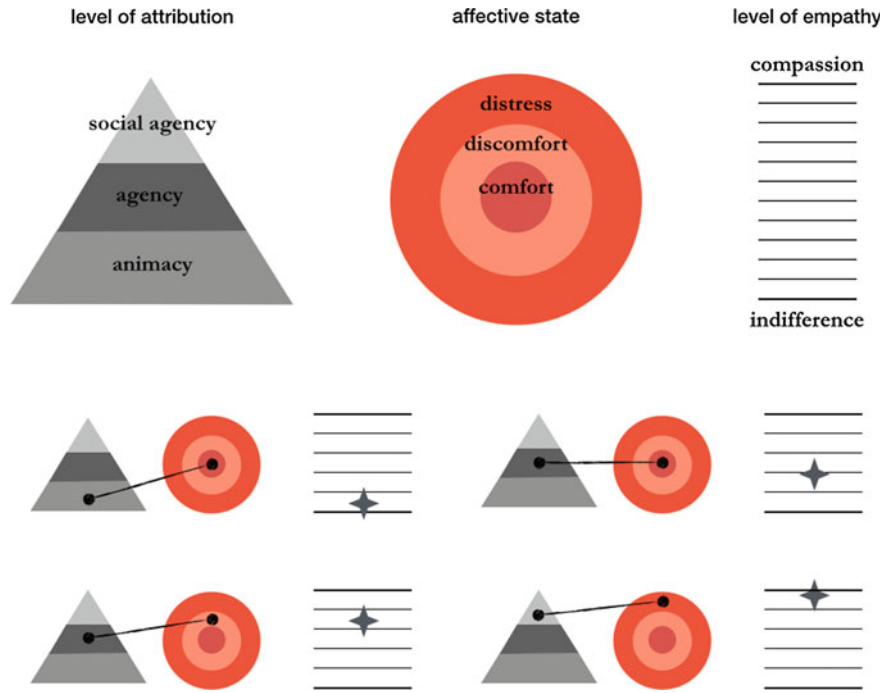 level of attribution
affective state
level of empathy
social agency
agency
animacy
distress
discomfort
comfort
compassion
indifference